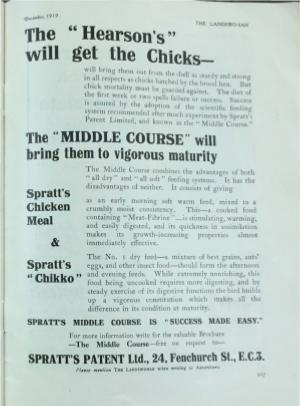 December, 1919
THE LANDSWOMAN
The "Hearson's"
will get the Chicks—
will bring them out from the shell as sturdy and strong
in all respects as chicks hatched by the brood hen. But
chick mortality must be guarded against. The diet of
the first week or two spells failure or success. Success
is assured by the adoption of the scientific feeding
system recommended after much experiment by Spratt's
Patent Limited, and known as the "Middle Course."
The "MIDDLE COURSE" will
bring them to vigorous maturity
The Middle Course combines the advantages of both
"all dry" and "all soft" feeding systems. It has the
disadvantages of neither. It consists of giving
Spratt's
Chicken
Meal
as an early morning soft warm feed, mixed to a
crumbly moist consistency. This—a cooked food
containing "Meat-Fibrine"—is stimulating, warming,
and easily digested, and its quickness in assimilation
makes its growth-increasing properties almost
immediately effective.
&
Spratt's
"Chikko"
The No. 1 dry feed—a mixture of best grains, ants'
eggs, and other insect food—should form the afternoon
and evening feeds. While extremely nourishing, this
food being uncooked requires more digesting, and by
steady exercise of its digestive functions the bird builds
up a vigorous constitution which makes all the
difference in its condition at maturity.
SPRATT'S MIDDLE COURSE IS "SUCCESS MADE EASY."
For more information write for the valuable Brochure
—The Middle Course—free on request to—
SPRATT'S PATENT Ltd., 24, Fenchurch St., E.C.3.
Please mention THE LANDSWOMAN when writing to Advertisers.